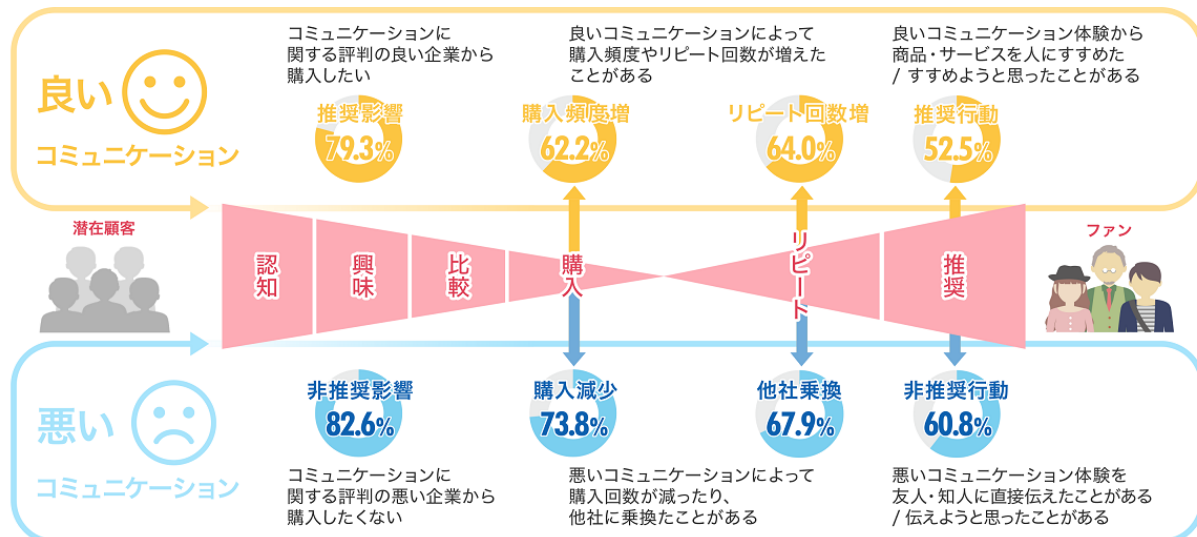 良い
コミュニケーション
コミュニケーションに
関する評判の良い企業から
購入したい
推奨影響
79.3%
良いコミュニケーションによって
購入頻度やリピート回数が増えた
ことがある
購入頻度増
62.2%
リピート回数増
64.0%
良いコミュニケーション体験から
商品・サービスを人にすすめた
/ すすめようと思ったことがある
推奨行動
52.5%
潜在顧客
認知
興味
比較
購入
リピート
推奨
ファン
悪い
コミュニケーション
非推奨影響
82.6%
コミュニケーションに
関する評判の悪い企業から
購入したくない
購入減少
73.8%
他社乗換
67.9%
悪いコミュニケーションによって
購入回数が減ったり、
他社に乗換たことがある
非推奨行動
60.8%
悪いコミュニケーション体験を
友人・知人に直接伝えたことがある
/ 伝えようと思ったことがある